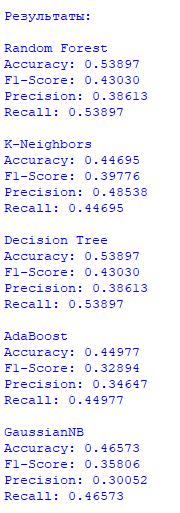 Результаты:
Random Forest
Accuracy: 0.53897
F1-Score: 0.43030
Precision: 0.38613
Recall: 0.53897
K-Neighbors
Accuracy: 0.44695
F1-Score: 0.39776
Precision: 0.48538
Recall: 0.44695
Decision Tree
Accuracy: 0.53897
F1-Score: 0.43030
Precision: 0.38613
Recall: 0.53897
AdaBoost
Accuracy: 0.44977
F1-Score: 0.32894
Precision: 0.34647
Recall: 0.44977
GaussianNB
Accuracy: 0.46573
F1-Score: 0.35806
Precision: 0.30052
Recall: 0.46573